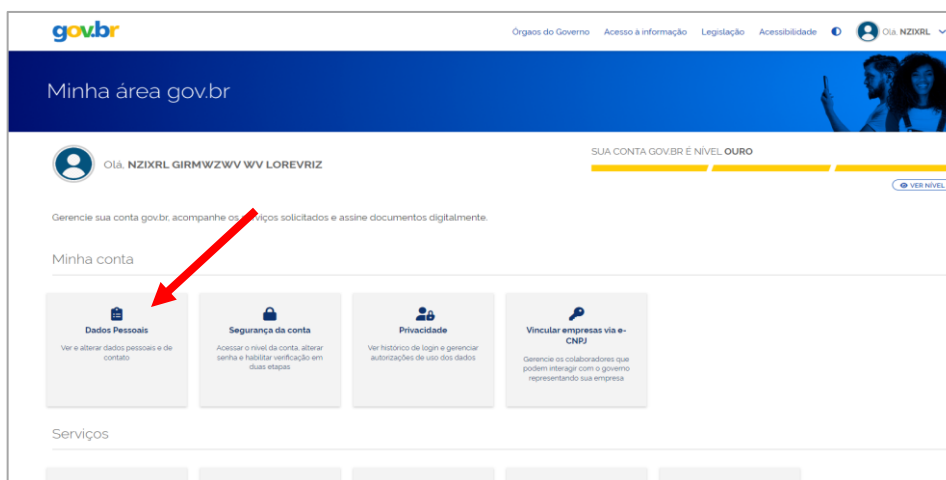 gov.br
Órgaos do Governo Acesso à informação Legislação Acessibilidade Olá, NZIXRL
Minha área gov.br
Olá, NZIXRL GIRMWZWV WV LOREVRIZ
SUA CONTA GOV.BR É NÍVEL OURO
VER NÍVEL
Gerencie sua conta gov.br, acompanhe os serviços solicitados e assine documentos digitalmente.
Minha conta
Dados Pessoais
Ver e alterar dados pessoais e de
contato
Segurança da conta
Acessar o nível da conta, alterar
senha e habilitar verificação em
duas etapas
Privacidade
Ver histórico de login e gerenciar
autorizações de uso dos dados
Vincular empresas via e-
CNPJ
Gerencie os colaboradores que
podem interagir com o governo
representando sua empresa
Serviços